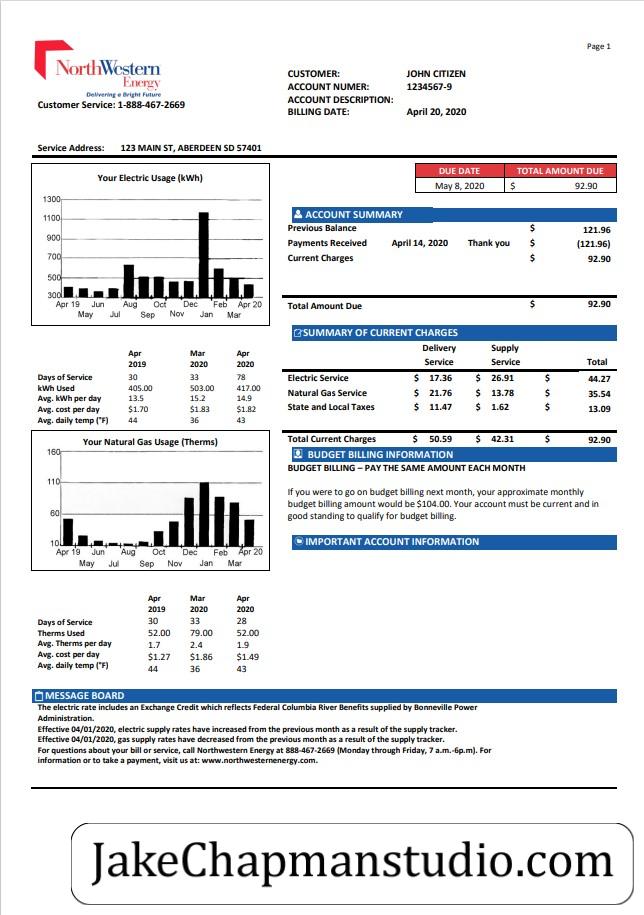 Page 1
NorthWestern
Energy
Delivering a Bright Future
Customer Service: 1-888-467-2669
CUSTOMER: JOHN CITIZEN
ACCOUNT NUMER: 1234567-9
ACCOUNT DESCRIPTION:
BILLING DATE: April 20, 2020
Service Address: 123 MAIN ST, ABERDEEN SD 57401
Your Electric Usage (kWh)
1300
1100
900
700
500
300
Apr 19 Jun Aug Oct Dec Feb Apr 20
May Jul Sep Nov Jan Mar
Apr Mar Apr
2019 2020 2020
Days of Service 30 33 78
kWh Used 405.00 503.00 417.00
Avg. kWh per day 13.5 15.2 14.9
Avg. cost per day $1.70 $1.83 $1.82
Avg. daily temp (°F) 44 36 43
Your Natural Gas Usage (Therms)
160
110
60
10
Apr 19 Jun Aug Oct Dec Feb Apr 20
May Jul Sep Nov Jan Mar
Apr Mar Apr
2019 2020 2020
Days of Service 30 33 28
Therms Used 52.00 79.00 52.00
Avg. Therms per day 1.7 2.4 1.9
Avg. cost per day $1.27 $1.86 $1.49
Avg. daily temp (°F) 44 36 43
DUE DATE TOTAL AMOUNT DUE
May 8, 2020 $ 92.90
ACCOUNT SUMMARY
Previous Balance $ 121.96
Payments Received April 14, 2020 Thank you $ (121.96)
Current Charges $ 92.90
Total Amount Due $ 92.90
SUMMARY OF CURRENT CHARGES
Delivery Supply
Service Service Total
Electric Service $ 17.36 $ 26.91 $ 44.27
Natural Gas Service $ 21.76 $ 13.78 $ 35.54
State and Local Taxes $ 11.47 $ 1.62 $ 13.09
Total Current Charges $ 50.59 $ 42.31 $ 92.90
BUDGET BILLING INFORMATION
BUDGET BILLING – PAY THE SAME AMOUNT EACH MONTH
If you were to go on budget billing next month, your approximate monthly
budget billing amount would be $104.00. Your account must be current and in
good standing to qualify for budget billing.
IMPORTANT ACCOUNT INFORMATION
MESSAGE BOARD
The electric rate includes an Exchange Credit which reflects Federal Columbia River Benefits supplied by Bonneville Power
Administration.
Effective 04/01/2020, electric supply rates have increased from the previous month as a result of the supply tracker.
Effective 04/01/2020, gas supply rates have decreased from the previous month as a result of the supply tracker.
For questions about your bill or service, call Northwestern Energy at 888-467-2669 (Monday through Friday, 7 a.m.-6p.m). For
information or to take a payment, visit us at: www.northwesternenergy.com.
JakeChapmanstudio.com